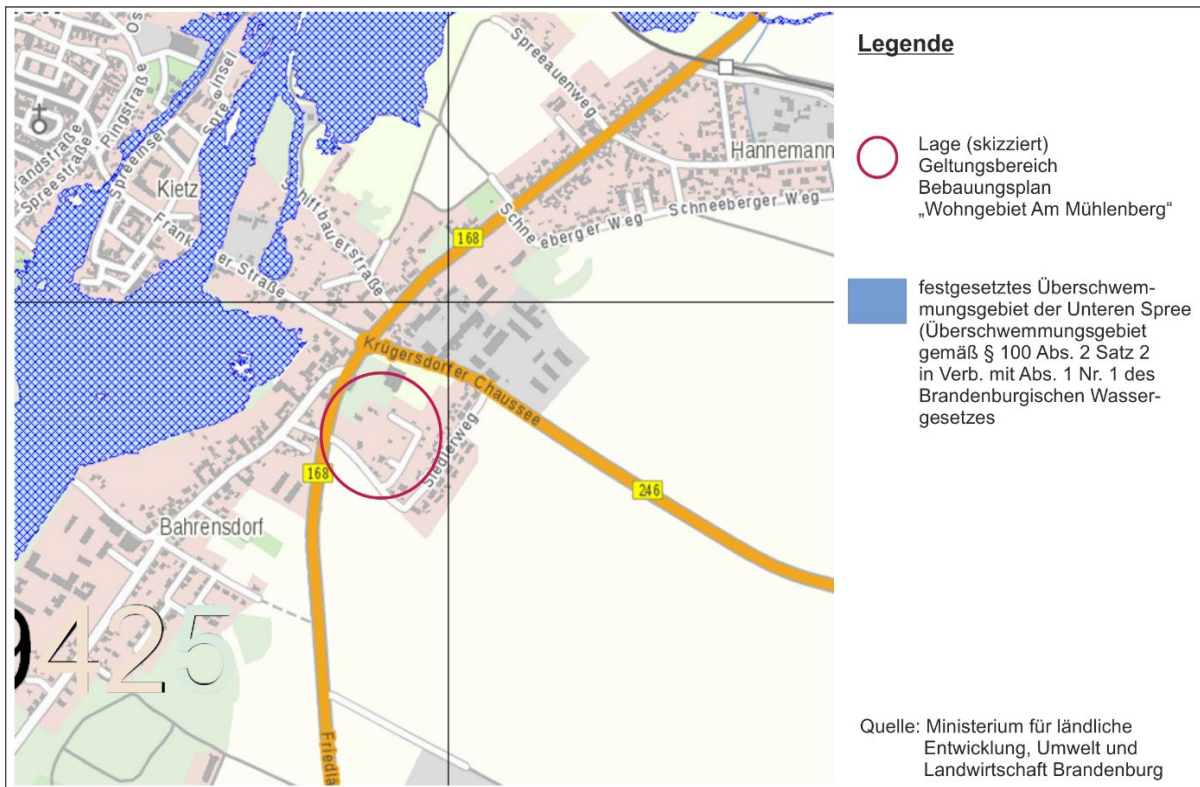 Spreeauenweg
Pingstraße
Spreeinsel
Spreeinsel
Spreestraße
Kietz
Hannemann
Schneeberger Weg
Schneeberger Weg
Schiffbauerstraße
168
Krügersdorfer Chaussee
Siedlerweg
168
246
Bahrensdorf
9425
Friedla
Legende
Lage (skizziert)
Geltungsbereich
Bebauungsplan
„Wohngebiet Am Mühlenberg“
festgesetztes Überschwem-
mungsgebiet der Unteren Spree
(Überschwemmungsgebiet
gemäß § 100 Abs. 2 Satz 2
in Verb. mit Abs. 1 Nr. 1 des
Brandenburgischen Wasser-
gesetzes
Quelle: Ministerium für ländliche
Entwicklung, Umwelt und
Landwirtschaft Brandenburg